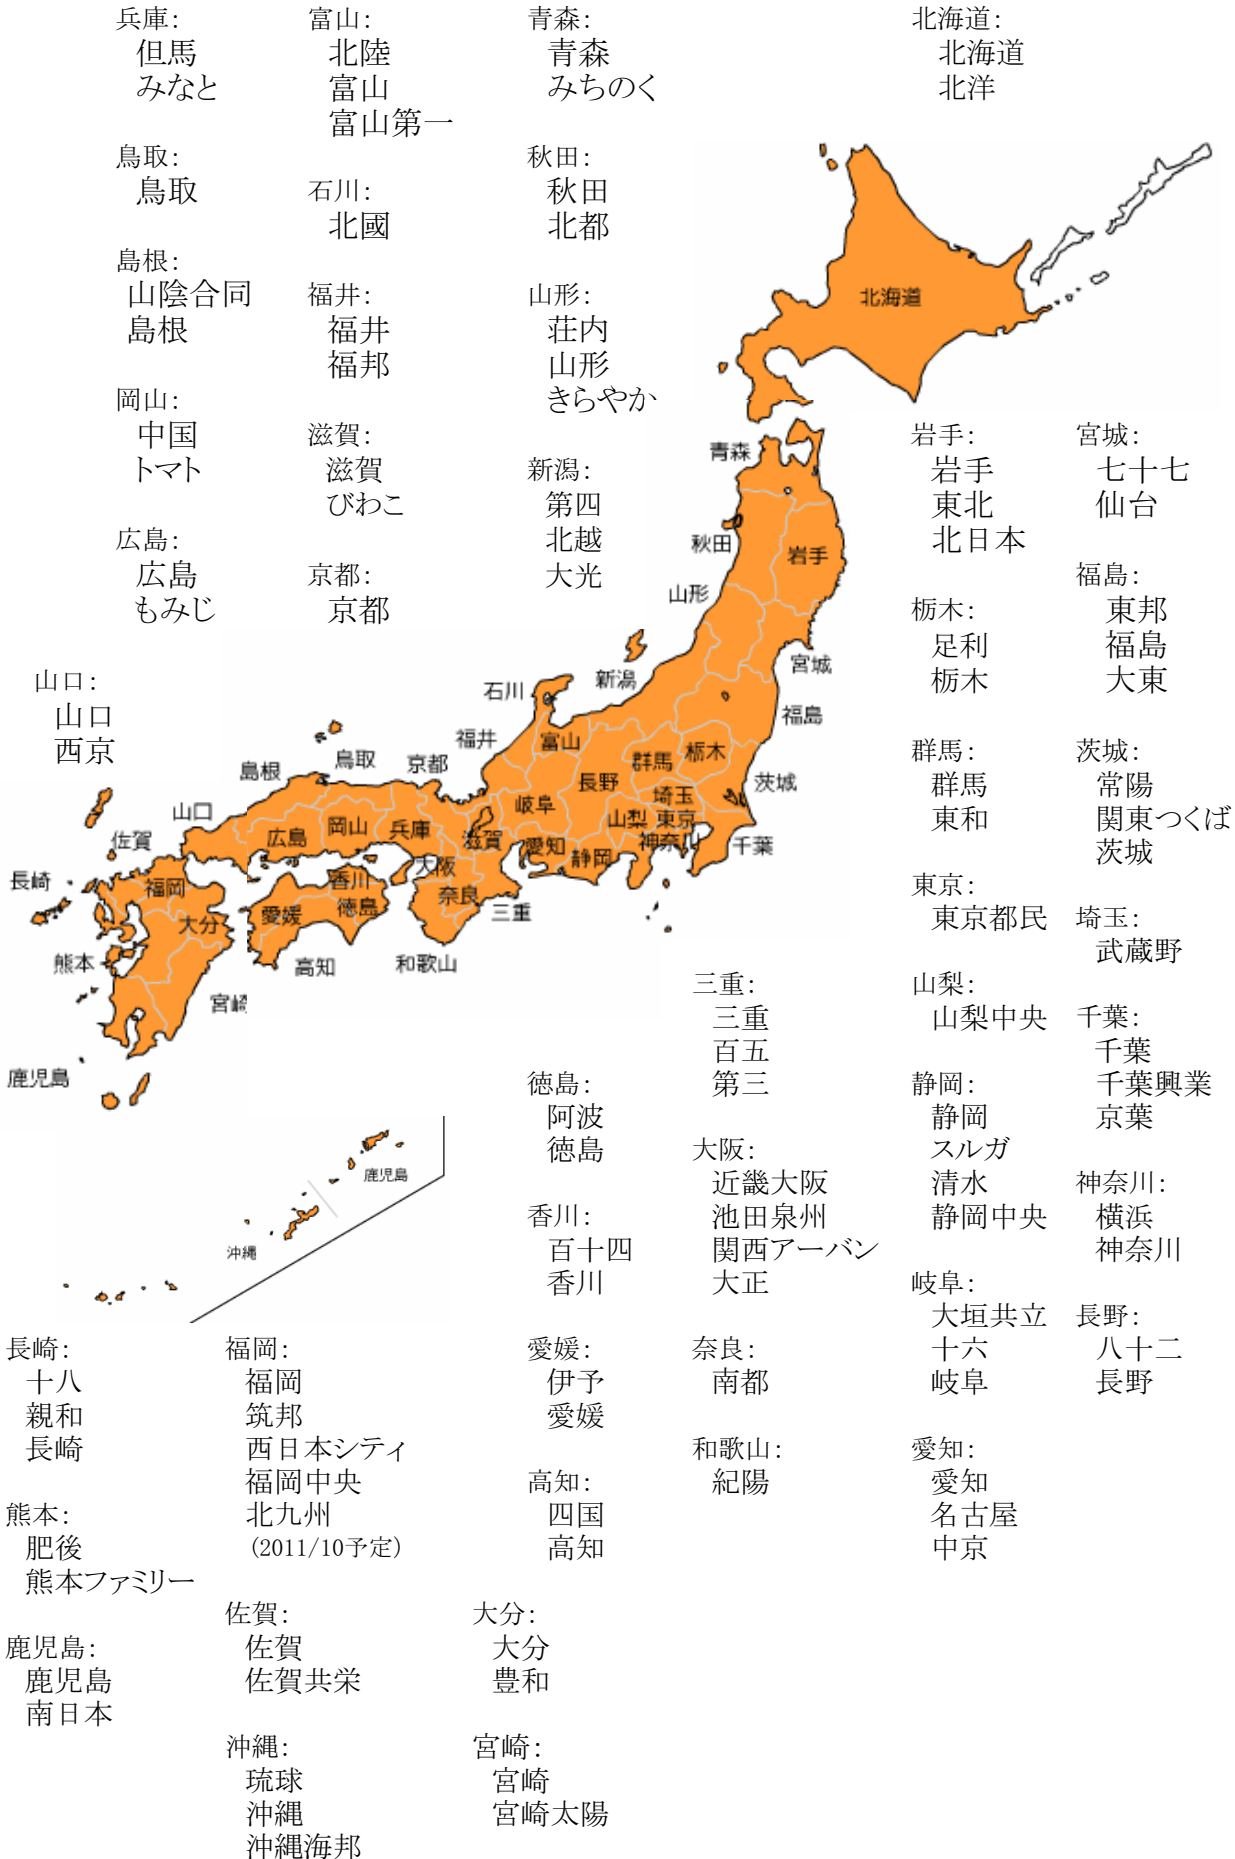 兵庫:
但馬
みなと
鳥取:
鳥取
島根:
山陰合同
島根
岡山:
中国
トマト
広島:
広島
もみじ
山口:
山口
西京
富山:
北陸
富山
富山第一
石川:
北國
福井:
福井
福邦
滋賀:
滋賀
びわこ
京都:
京都
青森:
青森
みちのく
秋田:
秋田
北都
山形:
荘内
山形
きらやか
新潟:
第四
北越
大光
北海道:
北海道
北洋
岩手:
岩手
東北
北日本
宮城:
七十七
仙台
福島:
東邦
福島
大東
栃木:
足利
栃木
群馬:
群馬
東和
茨城:
常陽
関東つくば
茨城
東京:
東京都民
埼玉:
武蔵野
山梨:
山梨中央
千葉:
千葉
千葉興業
京葉
静岡:
静岡
スルガ
清水
静岡中央
神奈川:
横浜
神奈川
岐阜:
大垣共立
十六
岐阜
長野:
八十二
長野
愛知:
愛知
名古屋
中京
三重:
三重
百五
第三
大阪:
近畿大阪
池田泉州
関西アーバン
大正
奈良:
南都
和歌山:
紀陽
徳島:
阿波
徳島
香川:
百十四
香川
愛媛:
伊予
愛媛
高知:
四国
高知
長崎:
十八
親和
長崎
熊本:
肥後
熊本ファミリー
鹿児島:
鹿児島
南日本
福岡:
福岡
筑邦
西日本シティ
福岡中央
北九州
(2011/10予定)
佐賀:
佐賀
佐賀共栄
沖縄:
琉球
沖縄
沖縄海邦
大分:
大分
豊和
宮崎:
宮崎
宮崎太陽
北海道
青森
秋田
岩手
山形
宮城
新潟
福島
石川
富山
福井
群馬
栃木
長野
茨城
埼玉
岐阜
山梨
東京
神奈川
千葉
愛知
静岡
滋賀
京都
鳥取
島根
兵庫
岡山
広島
山口
大阪
奈良
三重
和歌山
香川
徳島
愛媛
高知
佐賀
長崎
福岡
大分
熊本
宮崎
鹿児島
鹿児島
沖縄